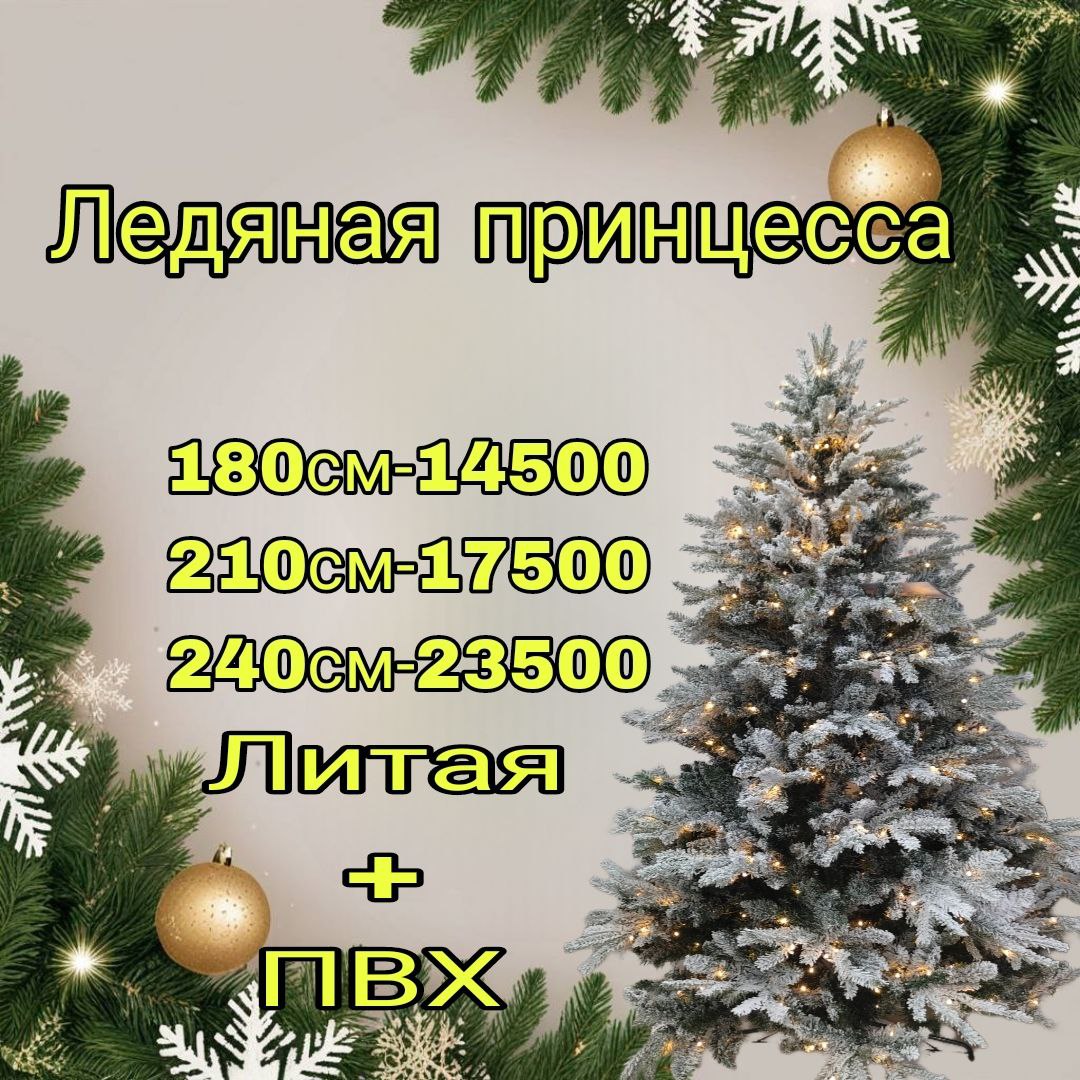 Ледяная принцесса
180см-14500
210см-17500
240см-23500
Литая
+
ПВХ